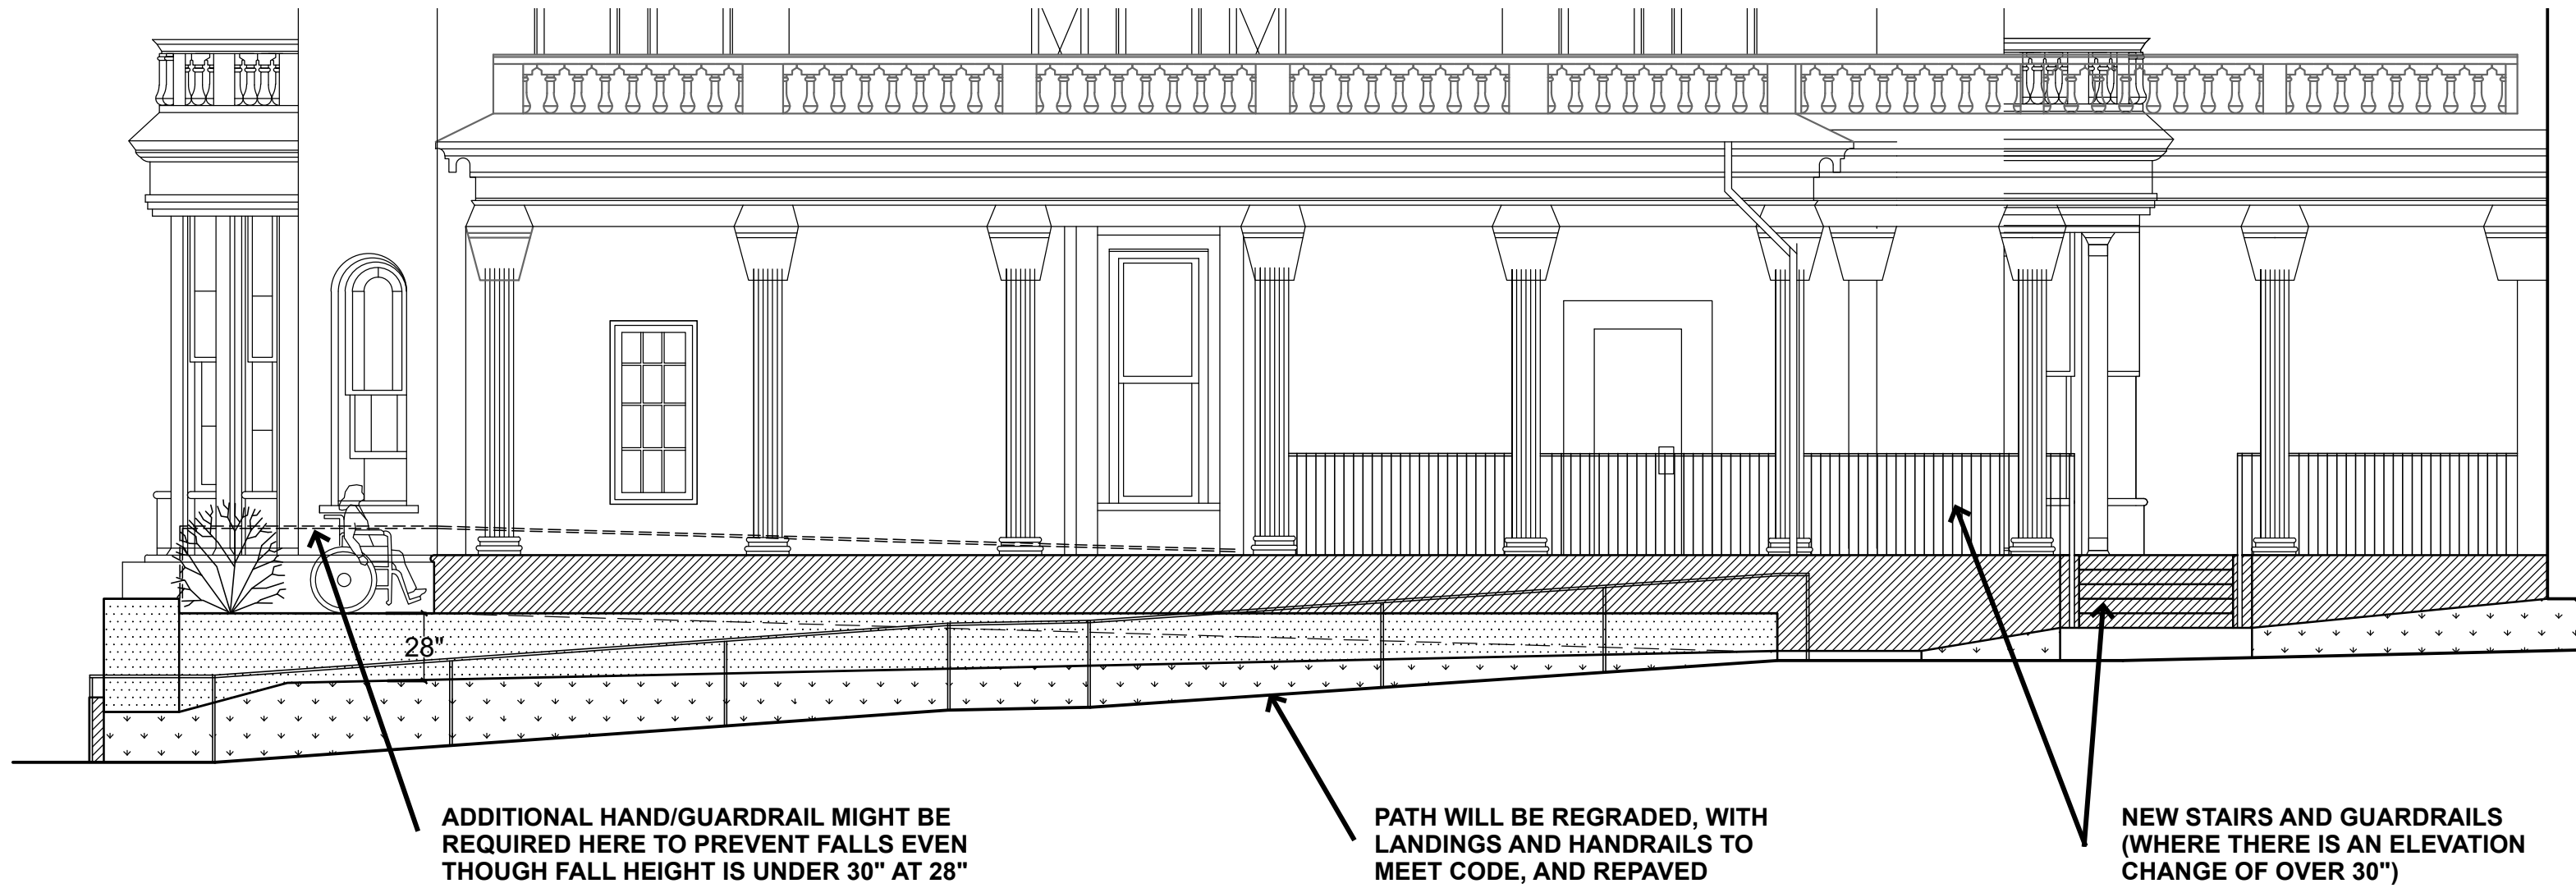 28"
ADDITIONAL HAND/GUARDRAIL MIGHT BE
REQUIRED HERE TO PREVENT FALLS EVEN
THOUGH FALL HEIGHT IS UNDER 30" AT 28"
PATH WILL BE REGRADED, WITH
LANDINGS AND HANDRAILS TO
MEET CODE, AND REPAVED
NEW STAIRS AND GUARDRAILS
(WHERE THERE IS AN ELEVATION
CHANGE OF OVER 30")